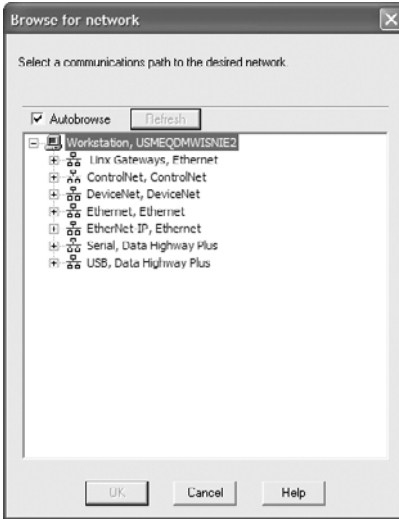 Browse for network
Select a communications path to the desired network.
Autobrowse
Refresh
Workstation, USMEQDMWISNIE2
Linx Gateways, Ethernet
ControlNet, ControlNet
DeviceNet, DeviceNet
Ethernet, Ethernet
EtherNet IP, Ethernet
Serial, Data Highway Plus
USB, Data Highway Plus
OK
Cancel
Help